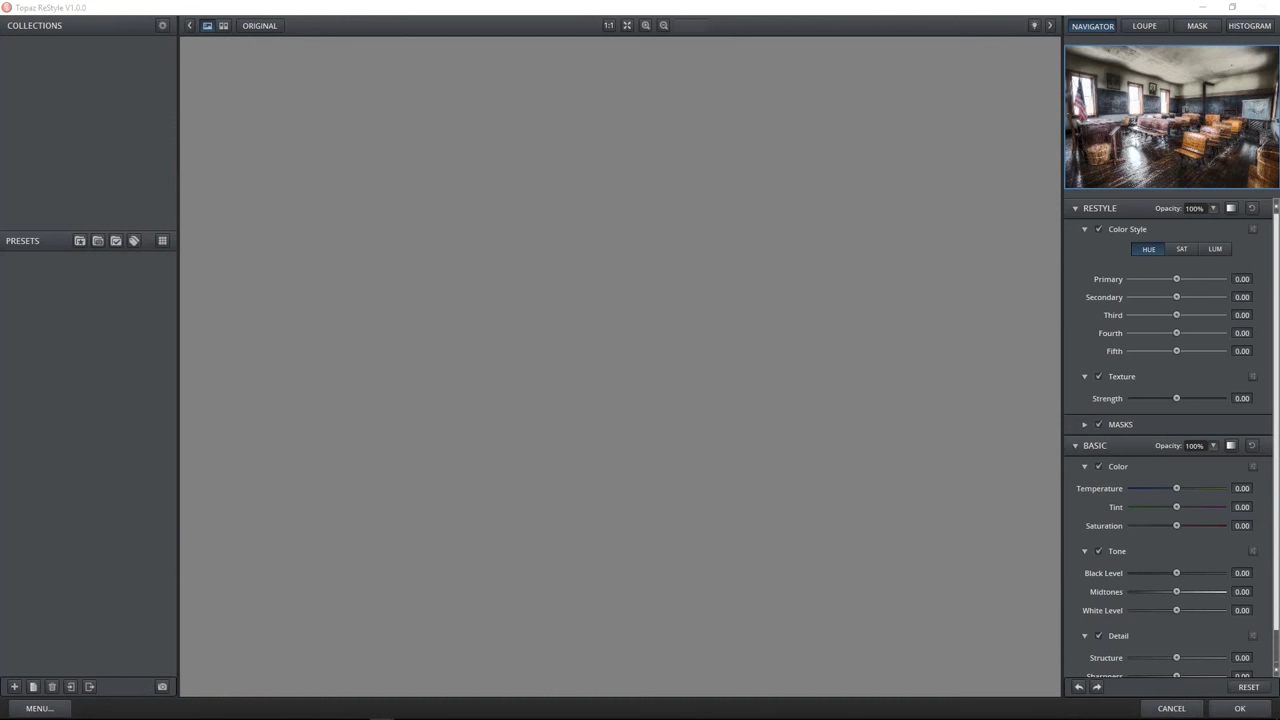 Topaz ReStyle V1.0.0
COLLECTIONS
ORIGINAL
1:1
NAVIGATOR
LOUPE
MASK
HISTOGRAM
PRESETS
RESTYLE
Opacity: 100%
Color Style
HUE
SAT
LUM
Primary 0.00
Secondary 0.00
Third 0.00
Fourth 0.00
Fifth 0.00
Texture
Strength 0.00
MASKS
BASIC
Opacity: 100%
Color
Temperature 0.00
Tint 0.00
Saturation 0.00
Tone
Black Level 0.00
Midtones 0.00
White Level 0.00
Detail
Structure 0.00
Sharpness 0.00
RESET
MENU...
CANCEL
OK